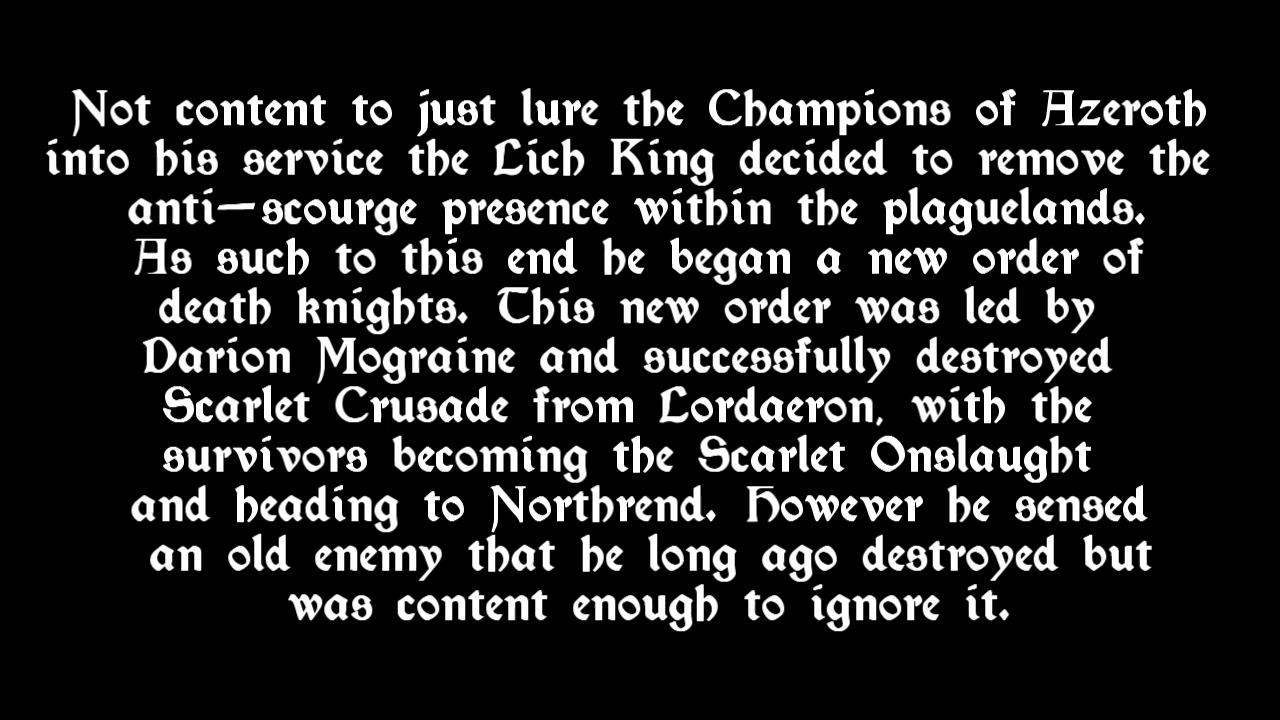 Not content to just lure the Champions of Azeroth
into his service the Lich King decided to remove the
anti-scourge presence within the plaguelands.
As such to this end he began a new order of
death knights. This new order was led by
Darion Mograine and successfully destroyed
Scarlet Crusade from Lordaeron, with the
survivors becoming the Scarlet Onslaught
and heading to Northrend. However he sensed
an old enemy that he long ago destroyed but
was content enough to ignore it.